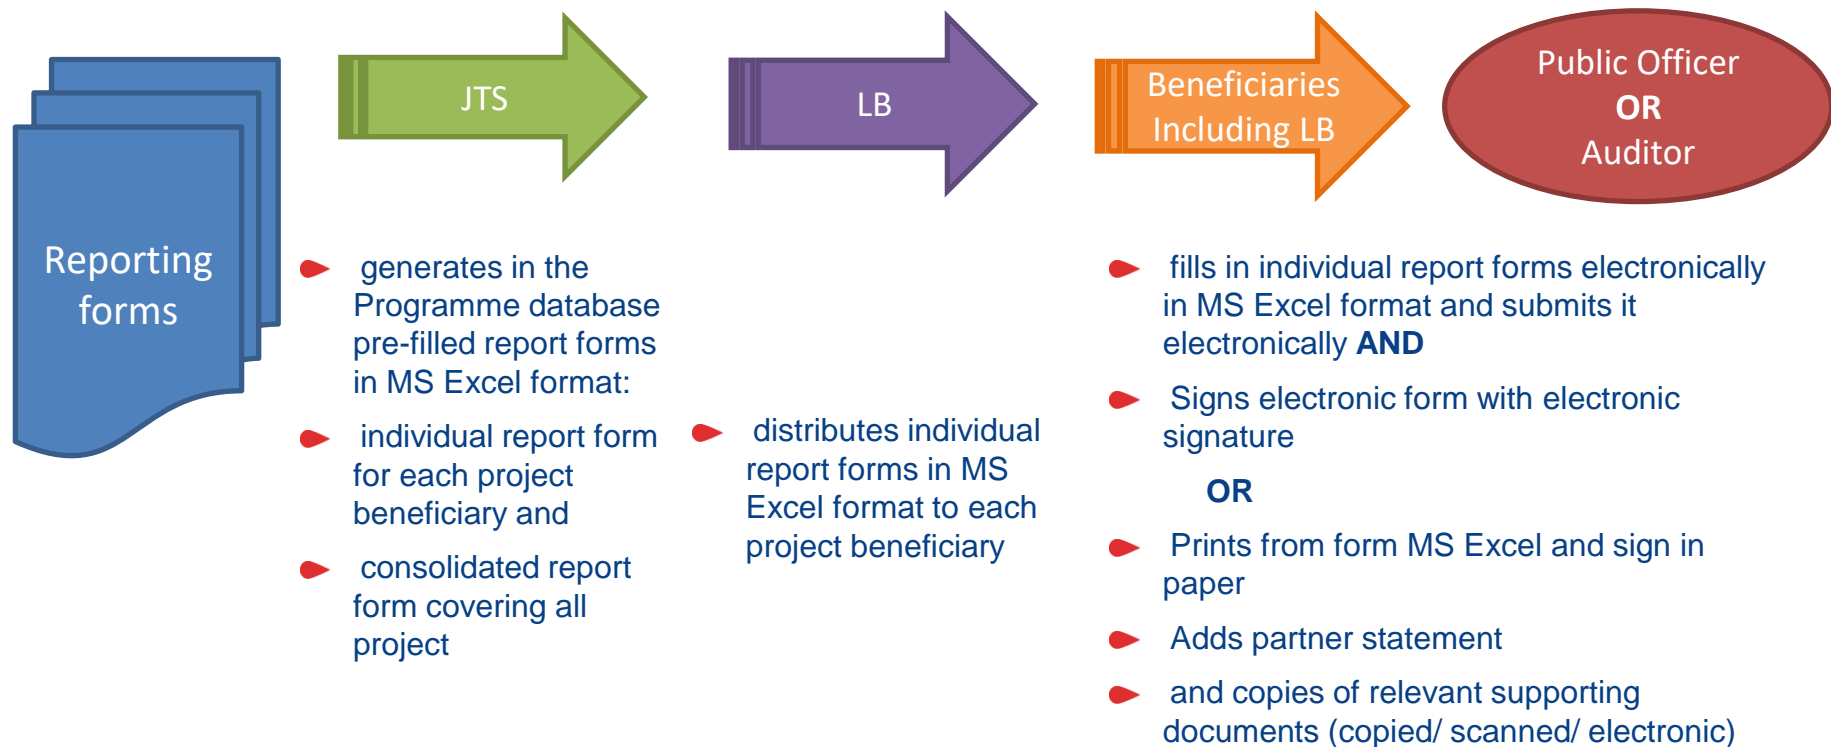 Reporting
forms
JTS
LB
Beneficiaries
Including LB
Public Officer
OR
Auditor
generates in the
Programme database
pre-filled report forms
in MS Excel format:
individual report form
for each project
beneficiary and
consolidated report
form covering all
project
distributes individual
report forms in MS
Excel format to each
project beneficiary
fills in individual report forms electronically
in MS Excel format and submits it
electronically AND
Signs electronic form with electronic
signature
OR
Prints from form MS Excel and sign in
paper
Adds partner statement
and copies of relevant supporting
documents (copied/ scanned/ electronic)